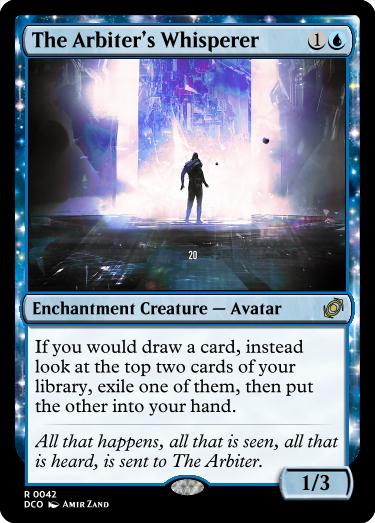 The Arbiter's Whisperer 1
20
Enchantment Creature — Avatar
If you would draw a card, instead
look at the top two cards of your
library, exile one of them, then put
the other into your hand.
All that happens, all that is seen, all that
is heard, is sent to The Arbiter.
1/3
R 0042
DCO Amir Zand